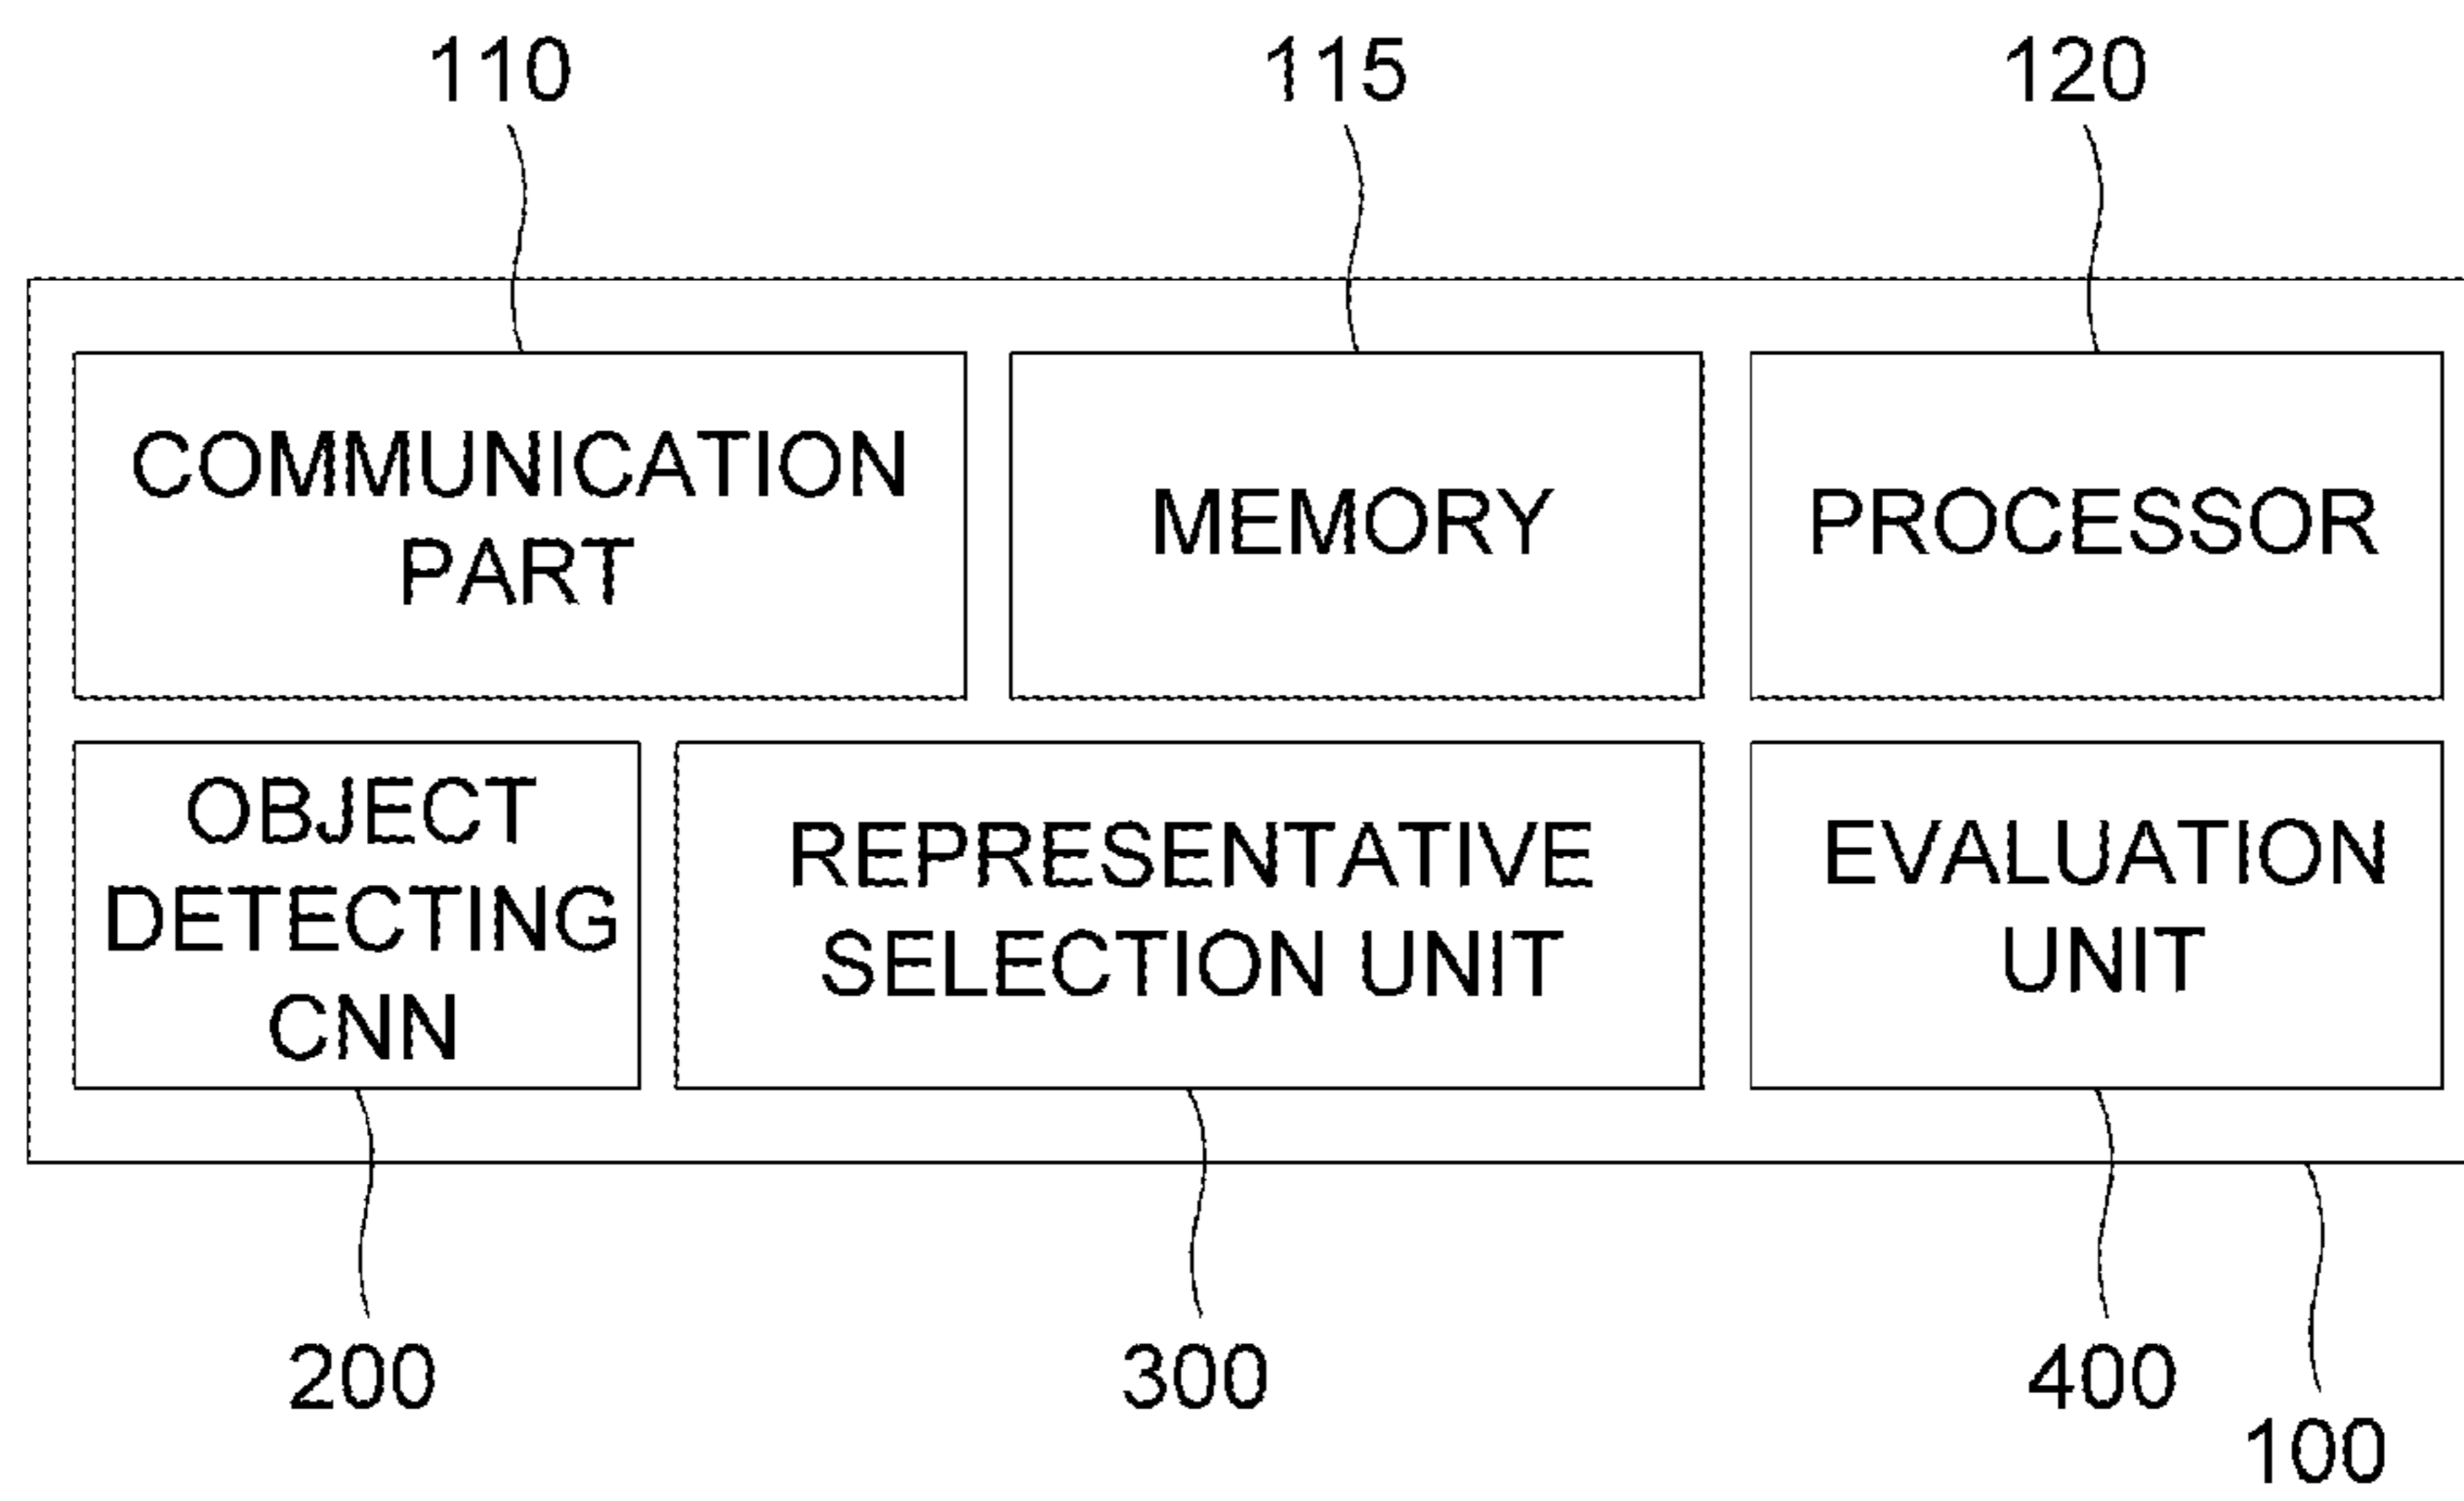 110
115
120
COMMUNICATION
PART
MEMORY
PROCESSOR
OBJECT
DETECTING
CNN
REPRESENTATIVE
SELECTION UNIT
EVALUATION
UNIT
200
300
400
100